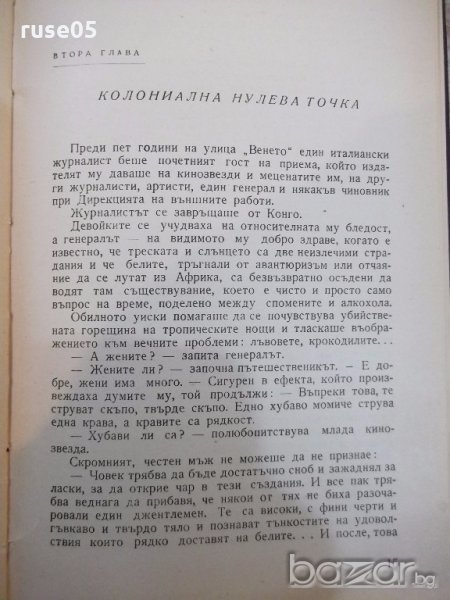 ruse05
ВТОРА ГЛАВА
КОЛОНИАЛНА НУЛЕВА ТОЧКА
Преди пет години на улица „Венето“ един италиански
журналист беше почетният гост на приема, който изда-
телят му даваше на кинозвезди и меценатите им, на дру-
ги журналисти, артисти, един генерал и някакъв чиновник
при Дирекцията на външните работи.
Журналистът се завръщаше от Конго.
Девойките се учудваха на относителната му бледост,
а генералът — на видимото му добро здраве, когато е
известно, че треската и слънцето са две неизлечими стра-
дания и че белите, тръгнали от авантюризъм или отчая-
ние да се лутат из Африка, са безвъзвратно осъдени да
водят там съществувание, което е чисто и просто само
въпрос на време, поделено между спомените и алкохола.
Обилното уиски помагаше да се почувствува убийстве-
ната горещина на тропическите нощи и тласкаше въобра-
жението към вечните проблеми: лъвовете, крокодилите...
— А жените? — запита генералът.
— Жените ли? — започна пътешественикът. — Е
добре, жени има много. — Сигурен в ефекта, който произ-
веждаха думите му, той продължи: — Въпреки това, те
струват скъпо, твърде скъпо. Едно хубаво момиче струва
една крава, а кравите са рядкост.
— Хубави ли са? — полюбопитствува млада кино-
звезда.
Скромният, честен мъж не можеше да не признае:
— Човек трябва да бъде достатъчно сноб и зажаднял за
ласки, за да открие чар в тези създания. И все пак тря-
бва веднага да прибавя, че някои от тях не биха разоча-
ровали един джентлемен. Те са високи, с фини черти и
гъвкаво и твърдо тяло и познават тънкостите на удовол-
ствия които рядко доставят на белите... И после, това
bazar.bg